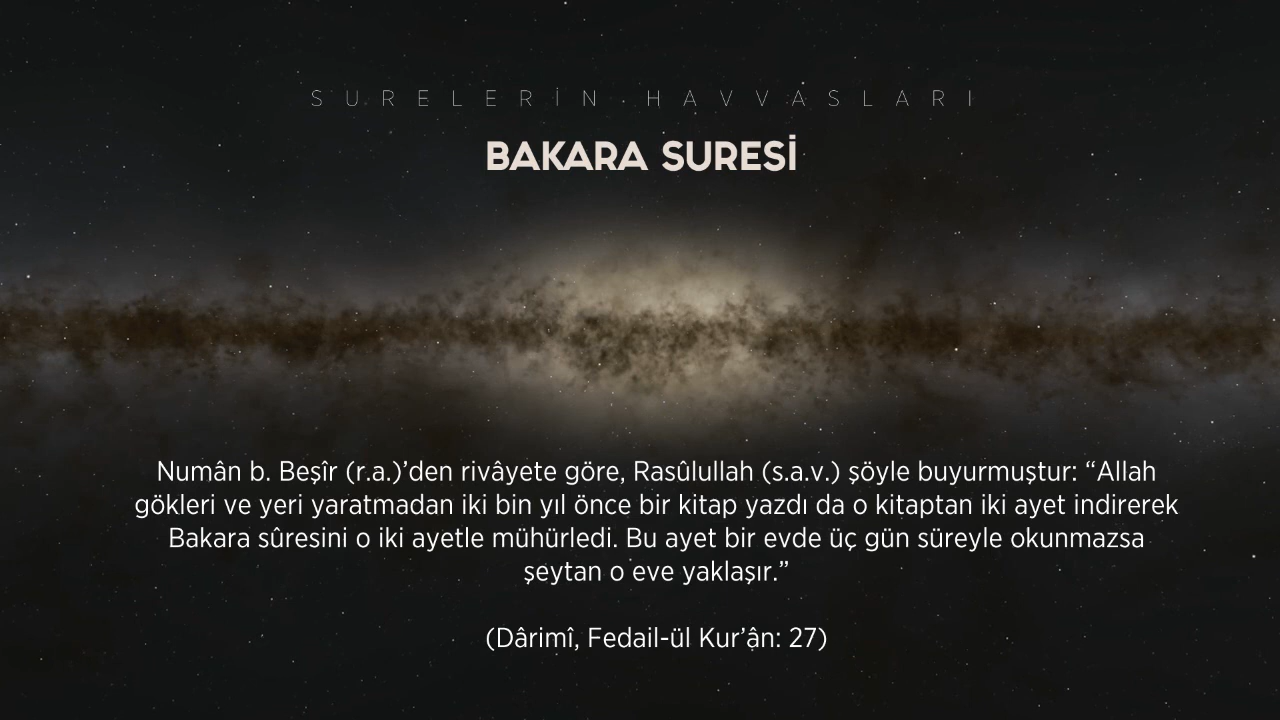 SURELERİN HAVVASLARI
BAKARA SURESİ
Numân b. Beşîr (r.a.)’den rivâyete göre, Rasûlullah (s.a.v.) şöyle buyurmuştur: “Allah
gökleri ve yeri yaratmadan iki bin yıl önce bir kitap yazdı da o kitaptan iki ayet indirerek
Bakara sûresini o iki ayetle mühürledi. Bu ayet bir evde üç gün süreyle okunmazsa
şeytan o eve yaklaşır.”
(Dârimî, Fedail-ül Kur’ân: 27)